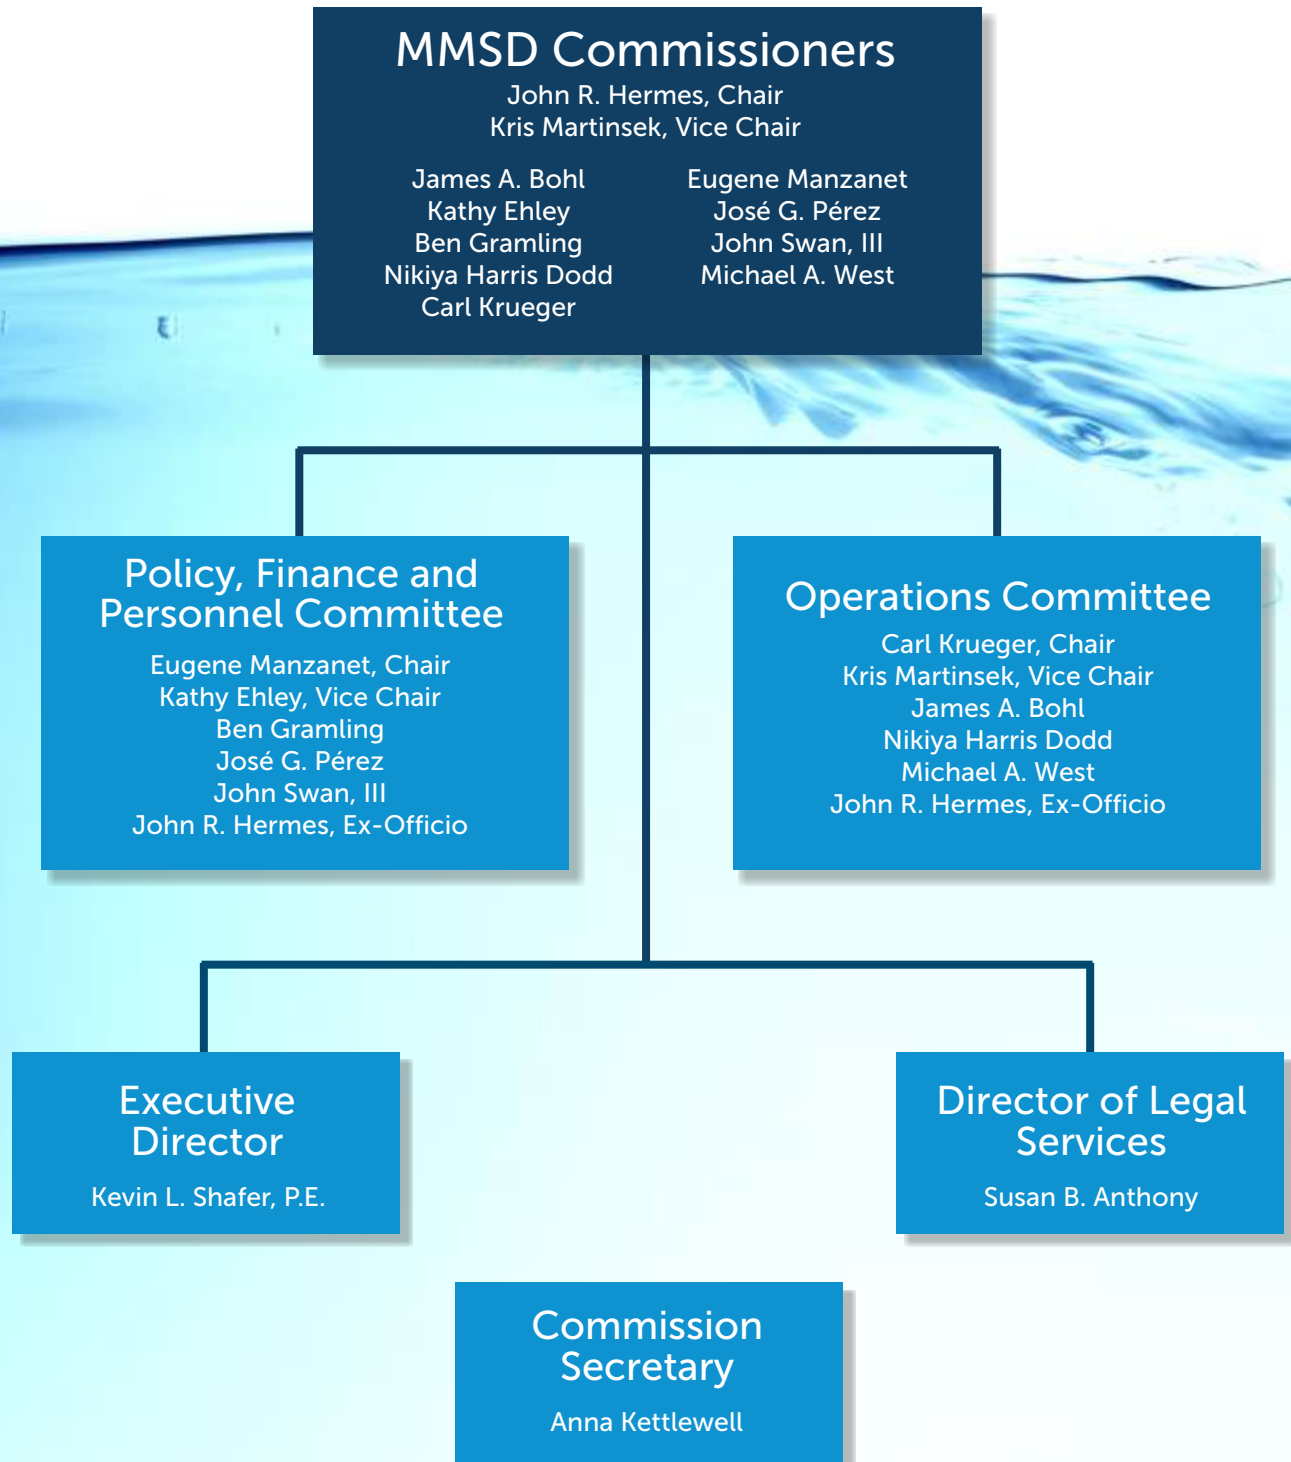 MMSD Commissioners
John R. Hermes, Chair
Kris Martinsek, Vice Chair
James A. Bohl
Kathy Ehley
Ben Gramling
Nikiya Harris Dodd
Carl Krueger
Eugene Manzanet
José G. Pérez
John Swan, III
Michael A. West
Policy, Finance and
Personnel Committee
Eugene Manzanet, Chair
Kathy Ehley, Vice Chair
Ben Gramling
José G. Pérez
John Swan, III
John R. Hermes, Ex-Officio
Operations Committee
Carl Krueger, Chair
Kris Martinsek, Vice Chair
James A. Bohl
Nikiya Harris Dodd
Michael A. West
John R. Hermes, Ex-Officio
Executive
Director
Kevin L. Shafer, P.E.
Director of Legal
Services
Susan B. Anthony
Commission
Secretary
Anna Kettlewell